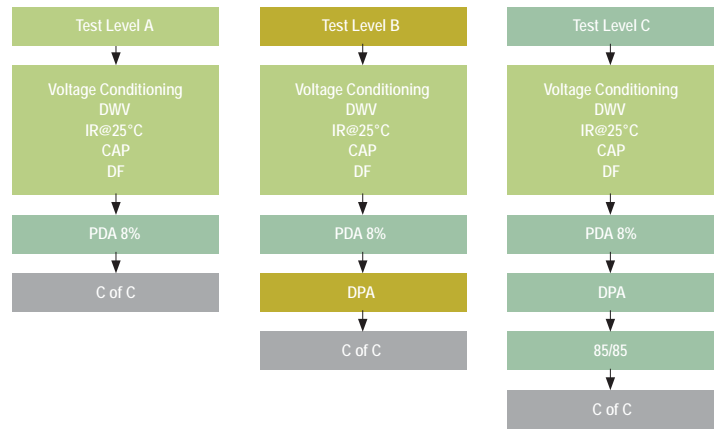 Test Level A
Voltage Conditioning
DWV
IR@25°C
CAP
DF
PDA 8%
C of C
Test Level B
Voltage Conditioning
DWV
IR@25°C
CAP
DF
PDA 8%
DPA
C of C
Test Level C
Voltage Conditioning
DWV
IR@25°C
CAP
DF
PDA 8%
DPA
85/85
C of C